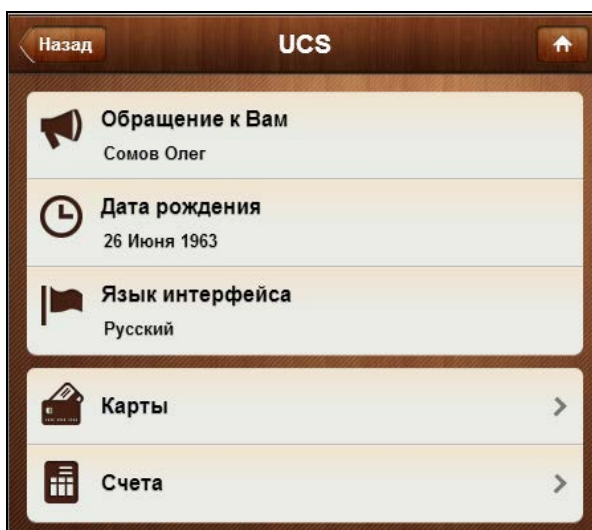 Назад
UCS
Обращение к Вам
Сомов Олег
Дата рождения
26 Июня 1963
Язык интерфейса
Русский
Карты
Счета